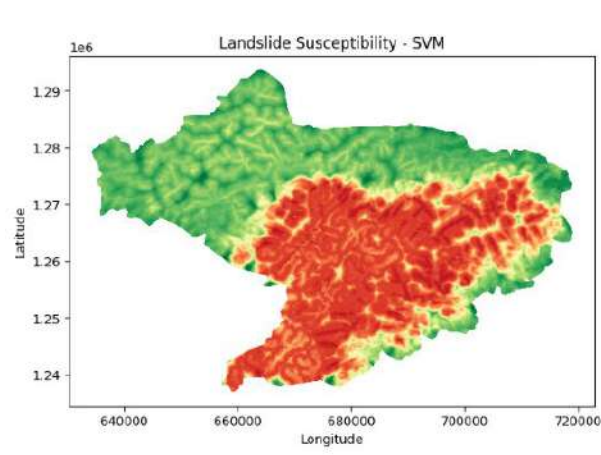 Landslide Susceptibility - SVM
1e6
1.29
1.28
1.27
1.26
1.25
1.24
Latitude
640000 660000 680000 700000 720000
Longitude